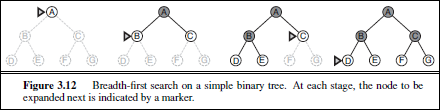 A
B
C
D
E
F
G
A
B
C
D
E
F
G
A
B
C
D
E
F
G
A
B
C
D
E
F
G
Figure 3.12 Breadth-first search on a simple binary tree. At each stage, the node to be
expanded next is indicated by a marker.